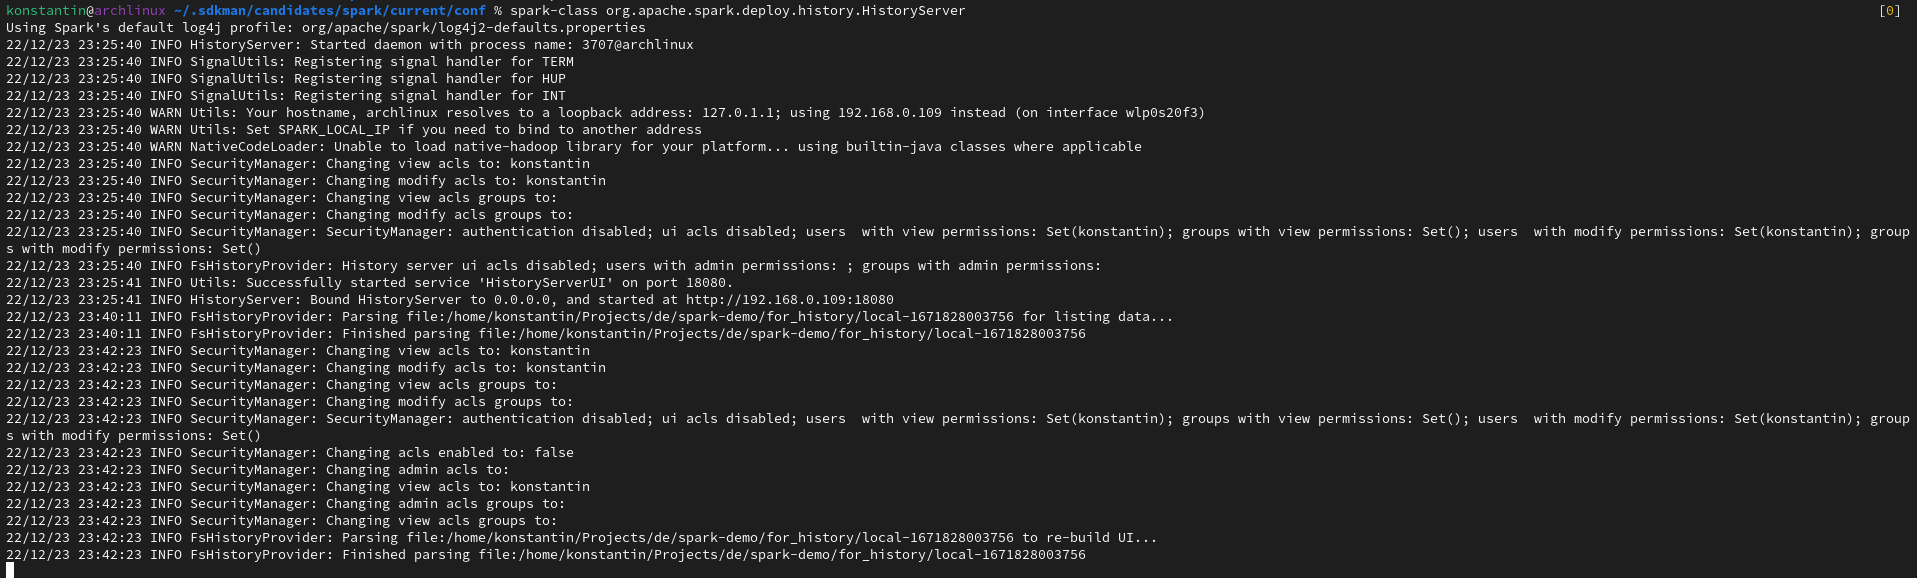 konstantin@archlinux ~/.sdkman/candidates/spark/current/conf % spark-class org.apache.spark.deploy.history.HistoryServer [0]
Using Spark's default log4j profile: org/apache/spark/log4j2-defaults.properties
22/12/23 23:25:40 INFO HistoryServer: Started daemon with process name: 3707@archlinux
22/12/23 23:25:40 INFO SignalUtils: Registering signal handler for TERM
22/12/23 23:25:40 INFO SignalUtils: Registering signal handler for HUP
22/12/23 23:25:40 INFO SignalUtils: Registering signal handler for INT
22/12/23 23:25:40 WARN Utils: Your hostname, archlinux resolves to a loopback address: 127.0.1.1; using 192.168.0.109 instead (on interface wlp0s20f3)
22/12/23 23:25:40 WARN Utils: Set SPARK_LOCAL_IP if you need to bind to another address
22/12/23 23:25:40 WARN NativeCodeLoader: Unable to load native-hadoop library for your platform... using builtin-java classes where applicable
22/12/23 23:25:40 INFO SecurityManager: Changing view acls to: konstantin
22/12/23 23:25:40 INFO SecurityManager: Changing modify acls to: konstantin
22/12/23 23:25:40 INFO SecurityManager: Changing view acls groups to:
22/12/23 23:25:40 INFO SecurityManager: Changing modify acls groups to:
22/12/23 23:25:40 INFO SecurityManager: SecurityManager: authentication disabled; ui acls disabled; users  with view permissions: Set(konstantin); groups with view permissions: Set(); users  with modify permissions: Set(konstantin); group
s with modify permissions: Set()
22/12/23 23:25:40 INFO FsHistoryProvider: History server ui acls disabled; users with admin permissions: ; groups with admin permissions:
22/12/23 23:25:41 INFO Utils: Successfully started service 'HistoryServerUI' on port 18080.
22/12/23 23:25:41 INFO HistoryServer: Bound HistoryServer to 0.0.0.0, and started at http://192.168.0.109:18080
22/12/23 23:40:11 INFO FsHistoryProvider: Parsing file:/home/konstantin/Projects/de/spark-demo/for_history/local-1671828003756 for listing data...
22/12/23 23:40:11 INFO FsHistoryProvider: Finished parsing file:/home/konstantin/Projects/de/spark-demo/for_history/local-1671828003756
22/12/23 23:42:23 INFO SecurityManager: Changing view acls to: konstantin
22/12/23 23:42:23 INFO SecurityManager: Changing modify acls to: konstantin
22/12/23 23:42:23 INFO SecurityManager: Changing view acls groups to:
22/12/23 23:42:23 INFO SecurityManager: Changing modify acls groups to:
22/12/23 23:42:23 INFO SecurityManager: SecurityManager: authentication disabled; ui acls disabled; users  with view permissions: Set(konstantin); groups with view permissions: Set(); users  with modify permissions: Set(konstantin); group
s with modify permissions: Set()
22/12/23 23:42:23 INFO SecurityManager: Changing acls enabled to: false
22/12/23 23:42:23 INFO SecurityManager: Changing admin acls to:
22/12/23 23:42:23 INFO SecurityManager: Changing view acls to: konstantin
22/12/23 23:42:23 INFO SecurityManager: Changing admin acls groups to:
22/12/23 23:42:23 INFO SecurityManager: Changing view acls groups to:
22/12/23 23:42:23 INFO FsHistoryProvider: Parsing file:/home/konstantin/Projects/de/spark-demo/for_history/local-1671828003756 to re-build UI...
22/12/23 23:42:23 INFO FsHistoryProvider: Finished parsing file:/home/konstantin/Projects/de/spark-demo/for_history/local-1671828003756